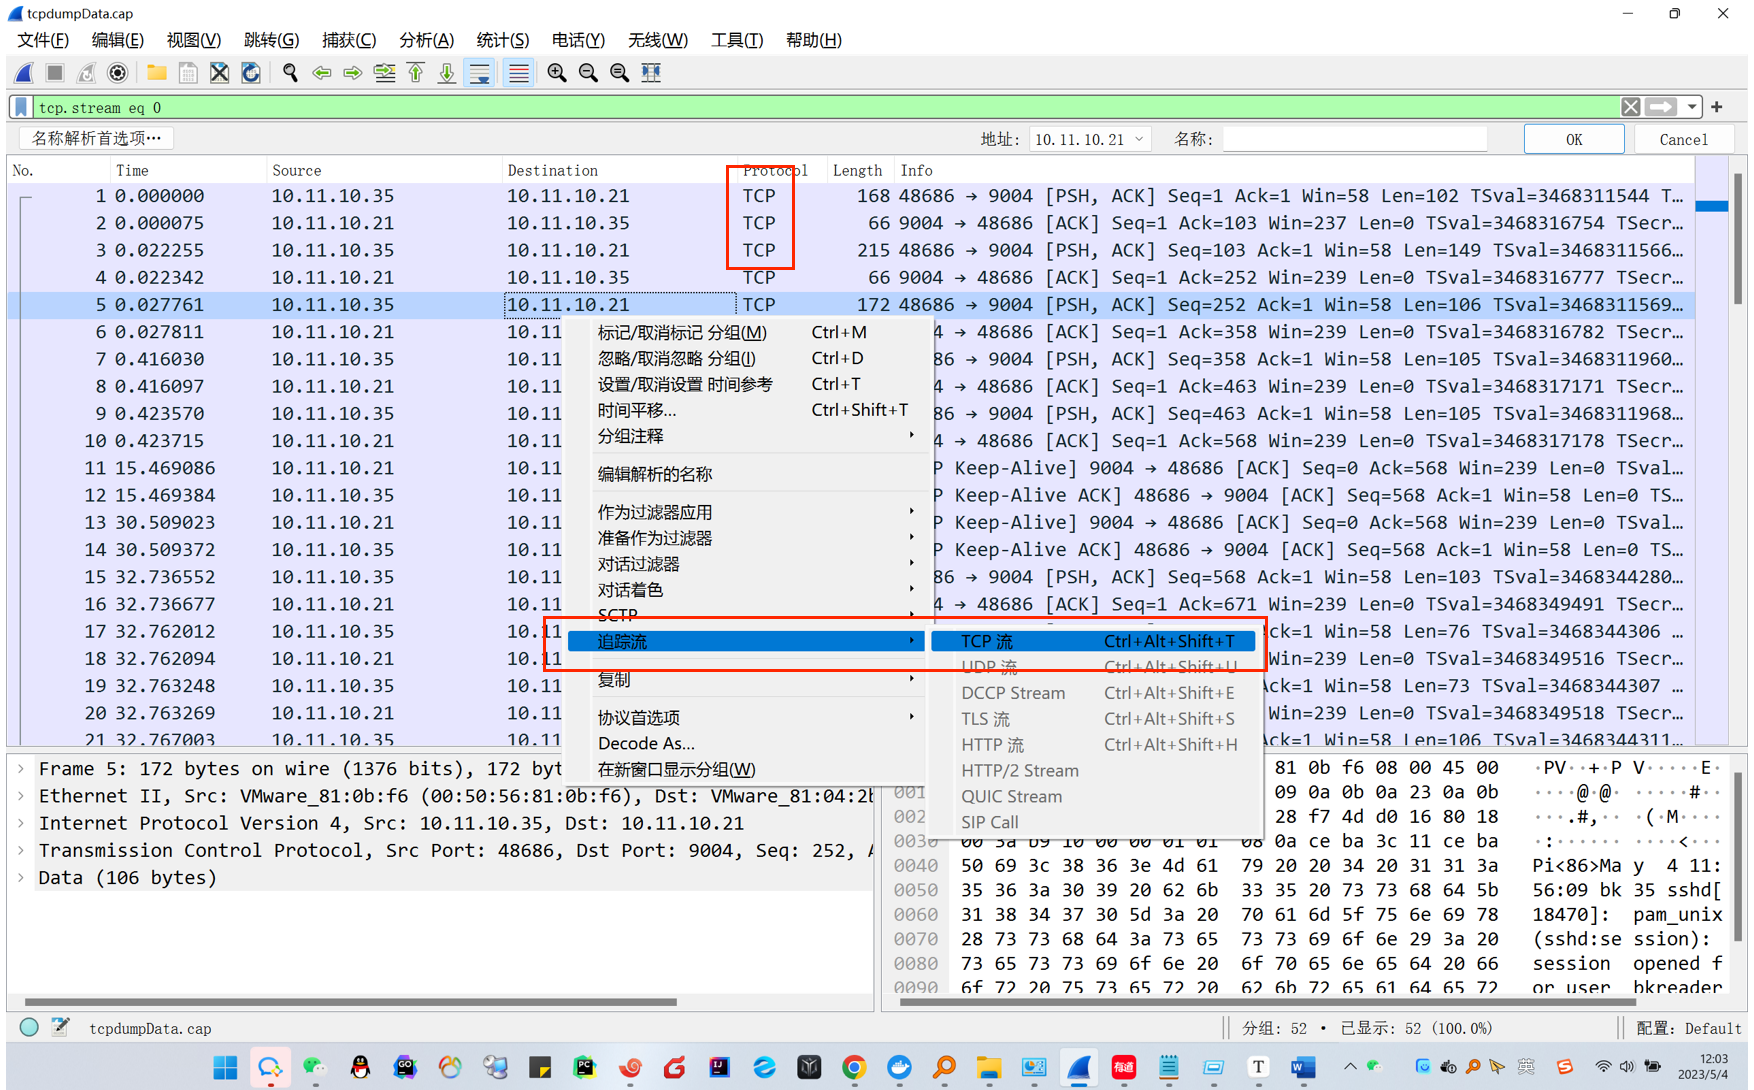 tcpdumpData.cap
文件(F) 编辑(E) 视图(V) 跳转(G) 捕获(C) 分析(A) 统计(S) 电话(Y) 无线(W) 工具(T) 帮助(H)
tcp.stream eq 0
名称解析首选项… 地址: 10.11.10.21 名称: OK Cancel
No. Time Source Destination Protocol Length Info
1 0.000000 10.11.10.35 10.11.10.21 TCP 168 48686 → 9004 [PSH, ACK] Seq=1 Ack=1 Win=58 Len=102 TSval=3468311544 T…
2 0.000075 10.11.10.21 10.11.10.35 TCP 66 9004 → 48686 [ACK] Seq=1 Ack=103 Win=237 Len=0 TSval=3468316754 TSecr…
3 0.022255 10.11.10.35 10.11.10.21 TCP 215 48686 → 9004 [PSH, ACK] Seq=103 Ack=1 Win=58 Len=149 TSval=3468311566…
4 0.022342 10.11.10.21 10.11.10.35 TCP 66 9004 → 48686 [ACK] Seq=1 Ack=252 Win=239 Len=0 TSval=3468316777 TSecr…
5 0.027761 10.11.10.35 10.11.10.21 TCP 172 48686 → 9004 [PSH, ACK] Seq=252 Ack=1 Win=58 Len=106 TSval=3468311569…
6 0.027811 10.11.10.21 10.11 4 → 48686 [ACK] Seq=1 Ack=358 Win=239 Len=0 TSval=3468316782 TSecr…
7 0.416030 10.11.10.35 10.11 86 → 9004 [PSH, ACK] Seq=358 Ack=1 Win=58 Len=105 TSval=3468311960…
8 0.416097 10.11.10.21 10.11 4 → 48686 [ACK] Seq=1 Ack=463 Win=239 Len=0 TSval=3468317171 TSecr…
9 0.423570 10.11.10.35 10.11 86 → 9004 [PSH, ACK] Seq=463 Ack=1 Win=58 Len=105 TSval=3468311968…
10 0.423715 10.11.10.21 10.11 4 → 48686 [ACK] Seq=1 Ack=568 Win=239 Len=0 TSval=3468317178 TSecr…
11 15.469086 10.11.10.21 10.11 P Keep-Alive] 9004 → 48686 [ACK] Seq=0 Ack=568 Win=239 Len=0 TSval…
12 15.469384 10.11.10.35 10.11 P Keep-Alive ACK] 48686 → 9004 [ACK] Seq=568 Ack=1 Win=58 Len=0 TS…
13 30.509023 10.11.10.21 10.11 P Keep-Alive] 9004 → 48686 [ACK] Seq=0 Ack=568 Win=239 Len=0 TSval…
14 30.509372 10.11.10.35 10.11 P Keep-Alive ACK] 48686 → 9004 [ACK] Seq=568 Ack=1 Win=58 Len=0 TS…
15 32.736552 10.11.10.35 10.11 86 → 9004 [PSH, ACK] Seq=568 Ack=1 Win=58 Len=103 TSval=3468344280…
16 32.736677 10.11.10.21 10.11 4 → 48686 [ACK] Seq=1 Ack=671 Win=239 Len=0 TSval=3468349491 TSecr…
17 32.762012 10.11.10.35 10.11 ck=1 Win=58 Len=76 TSval=3468344306 …
18 32.762094 10.11.10.21 10.11 Win=239 Len=0 TSval=3468349516 TSecr…
19 32.763248 10.11.10.35 10.11 ck=1 Win=58 Len=73 TSval=3468344307 …
20 32.763269 10.11.10.21 10.11 Win=239 Len=0 TSval=3468349518 TSecr…
21 32.767003 10.11.10.35 10.11 ck=1 Win=58 Len=106 TSval=3468344311…
标记/取消标记 分组(M) Ctrl+M
忽略/取消忽略 分组(I) Ctrl+D
设置/取消设置 时间参考 Ctrl+T
时间平移... Ctrl+Shift+T
分组注释
编辑解析的名称
作为过滤器应用
准备作为过滤器
对话过滤器
对话着色
SCTP
追踪流
复制
协议首选项
Decode As...
在新窗口显示分组(W)
TCP 流 Ctrl+Alt+Shift+T
UDP 流 Ctrl+Alt+Shift+U
DCCP Stream Ctrl+Alt+Shift+E
TLS 流 Ctrl+Alt+Shift+S
HTTP 流 Ctrl+Alt+Shift+H
HTTP/2 Stream
QUIC Stream
SIP Call
Frame 5: 172 bytes on wire (1376 bits), 172 byt
Ethernet II, Src: VMware_81:0b:f6 (00:50:56:81:0b:f6), Dst: VMware_81:04:2b
Internet Protocol Version 4, Src: 10.11.10.35, Dst: 10.11.10.21
Transmission Control Protocol, Src Port: 48686, Dst Port: 9004, Seq: 252, A
Data (106 bytes)
81 0b f6 08 00 45 00 ·PV··+·P V·····E·
001 09 0a 0b 0a 23 0a 0b ····@·@· ·····#··
002 28 f7 4d d0 16 80 18 ···.#,·· ·(·M····
0030 00 3a b9 10 00 00 01 01 08 0a ce ba 3c 11 ce ba ·:······ ····<···
0040 50 69 3c 38 36 3e 4d 61 79 20 20 34 20 31 31 3a Pi<86>Ma y  4 11:
0050 35 36 3a 30 39 20 62 6b 33 35 20 73 73 68 64 5b 56:09 bk 35 sshd[
0060 31 38 34 37 30 5d 3a 20 70 61 6d 5f 75 6e 69 78 18470]: pam_unix
0070 28 73 73 68 64 3a 73 65 73 73 69 6f 6e 29 3a 20 (sshd:se ssion):
0080 73 65 73 73 69 6f 6e 20 6f 70 65 6e 65 64 20 66 session opened f
0090 6f 72 20 75 73 65 72 20 62 6b 72 65 61 64 65 72 or user bkreader
tcpdumpData.cap 分组: 52 · 已显示: 52 (100.0%) 配置: Default
GO PC IJ 有道 T W 英 S
12:03
2023/5/4